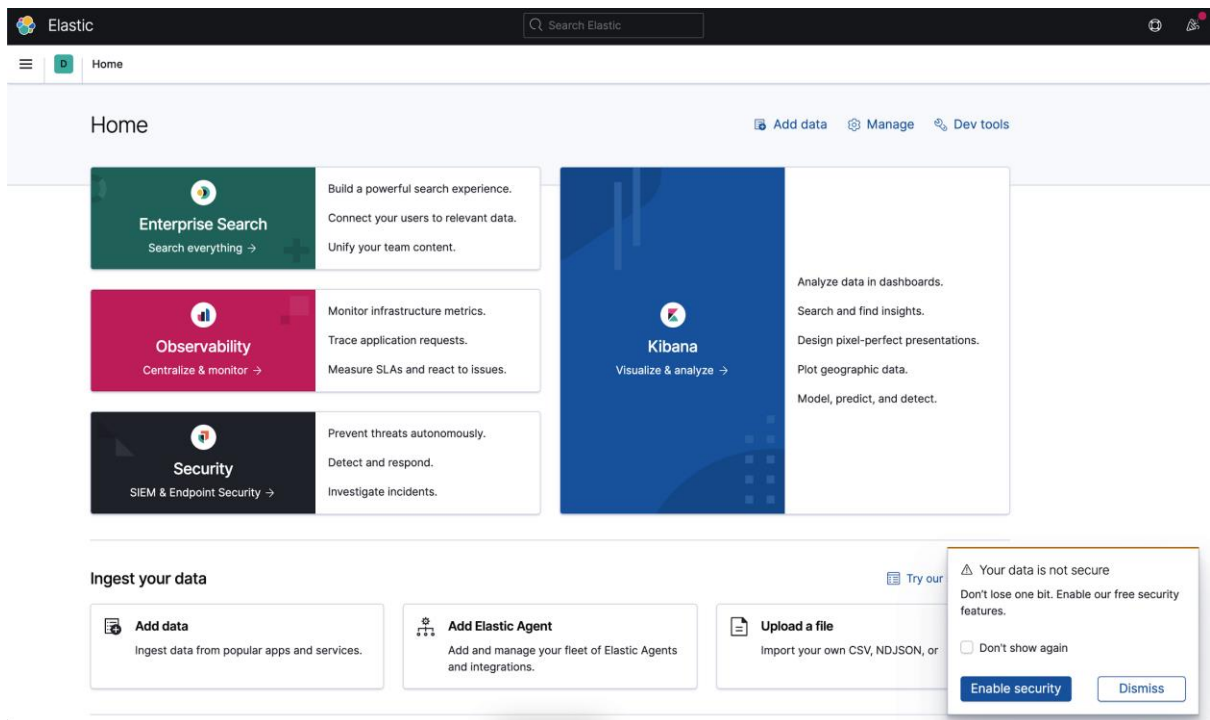 Elastic
Search Elastic
D
Home
Home
Add data
Manage
Dev tools
Enterprise Search
Search everything →
Build a powerful search experience.
Connect your users to relevant data.
Unify your team content.
Observability
Centralize & monitor →
Monitor infrastructure metrics.
Trace application requests.
Measure SLAs and react to issues.
Security
SIEM & Endpoint Security →
Prevent threats autonomously.
Detect and respond.
Investigate incidents.
Kibana
Visualize & analyze →
Analyze data in dashboards.
Search and find insights.
Design pixel-perfect presentations.
Plot geographic data.
Model, predict, and detect.
Ingest your data
Try our
Add data
Ingest data from popular apps and services.
Add Elastic Agent
Add and manage your fleet of Elastic Agents
and integrations.
Upload a file
Import your own CSV, NDJSON, or
Your data is not secure
Don't lose one bit. Enable our free security
features.
Don't show again
Enable security
Dismiss